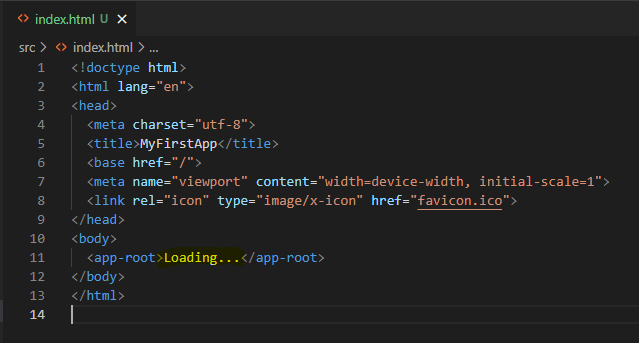 index.html U
src > index.html > ...
1 <!doctype html>
2 <html lang="en">
3 <head>
4 <meta charset="utf-8">
5 <title>MyFirstApp</title>
6 <base href="/">
7 <meta name="viewport" content="width=device-width, initial-scale=1">
8 <link rel="icon" type="image/x-icon" href="favicon.ico">
9 </head>
10 <body>
11 <app-root>Loading...</app-root>
12 </body>
13 </html>
14